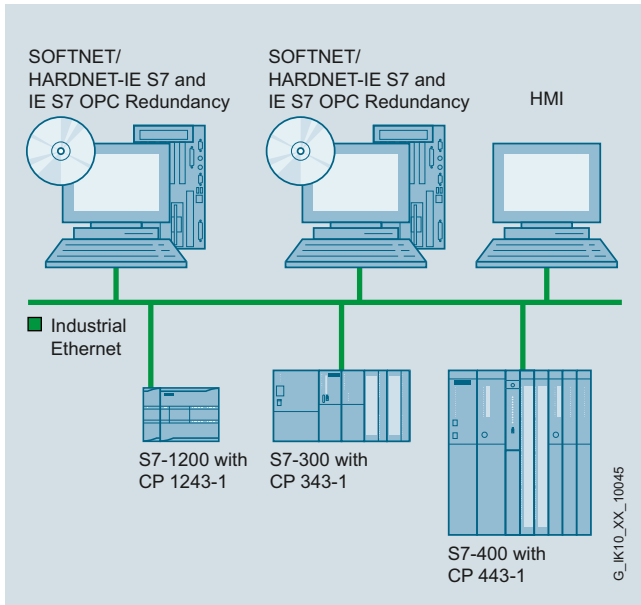 SOFTNET/
HARDNET-IE S7 and
IE S7 OPC Redundancy
SOFTNET/
HARDNET-IE S7 and
IE S7 OPC Redundancy
HMI
Industrial
Ethernet
S7-1200 with
CP 1243-1
S7-300 with
CP 343-1
S7-400 with
CP 443-1
G_IK10_XX_10045